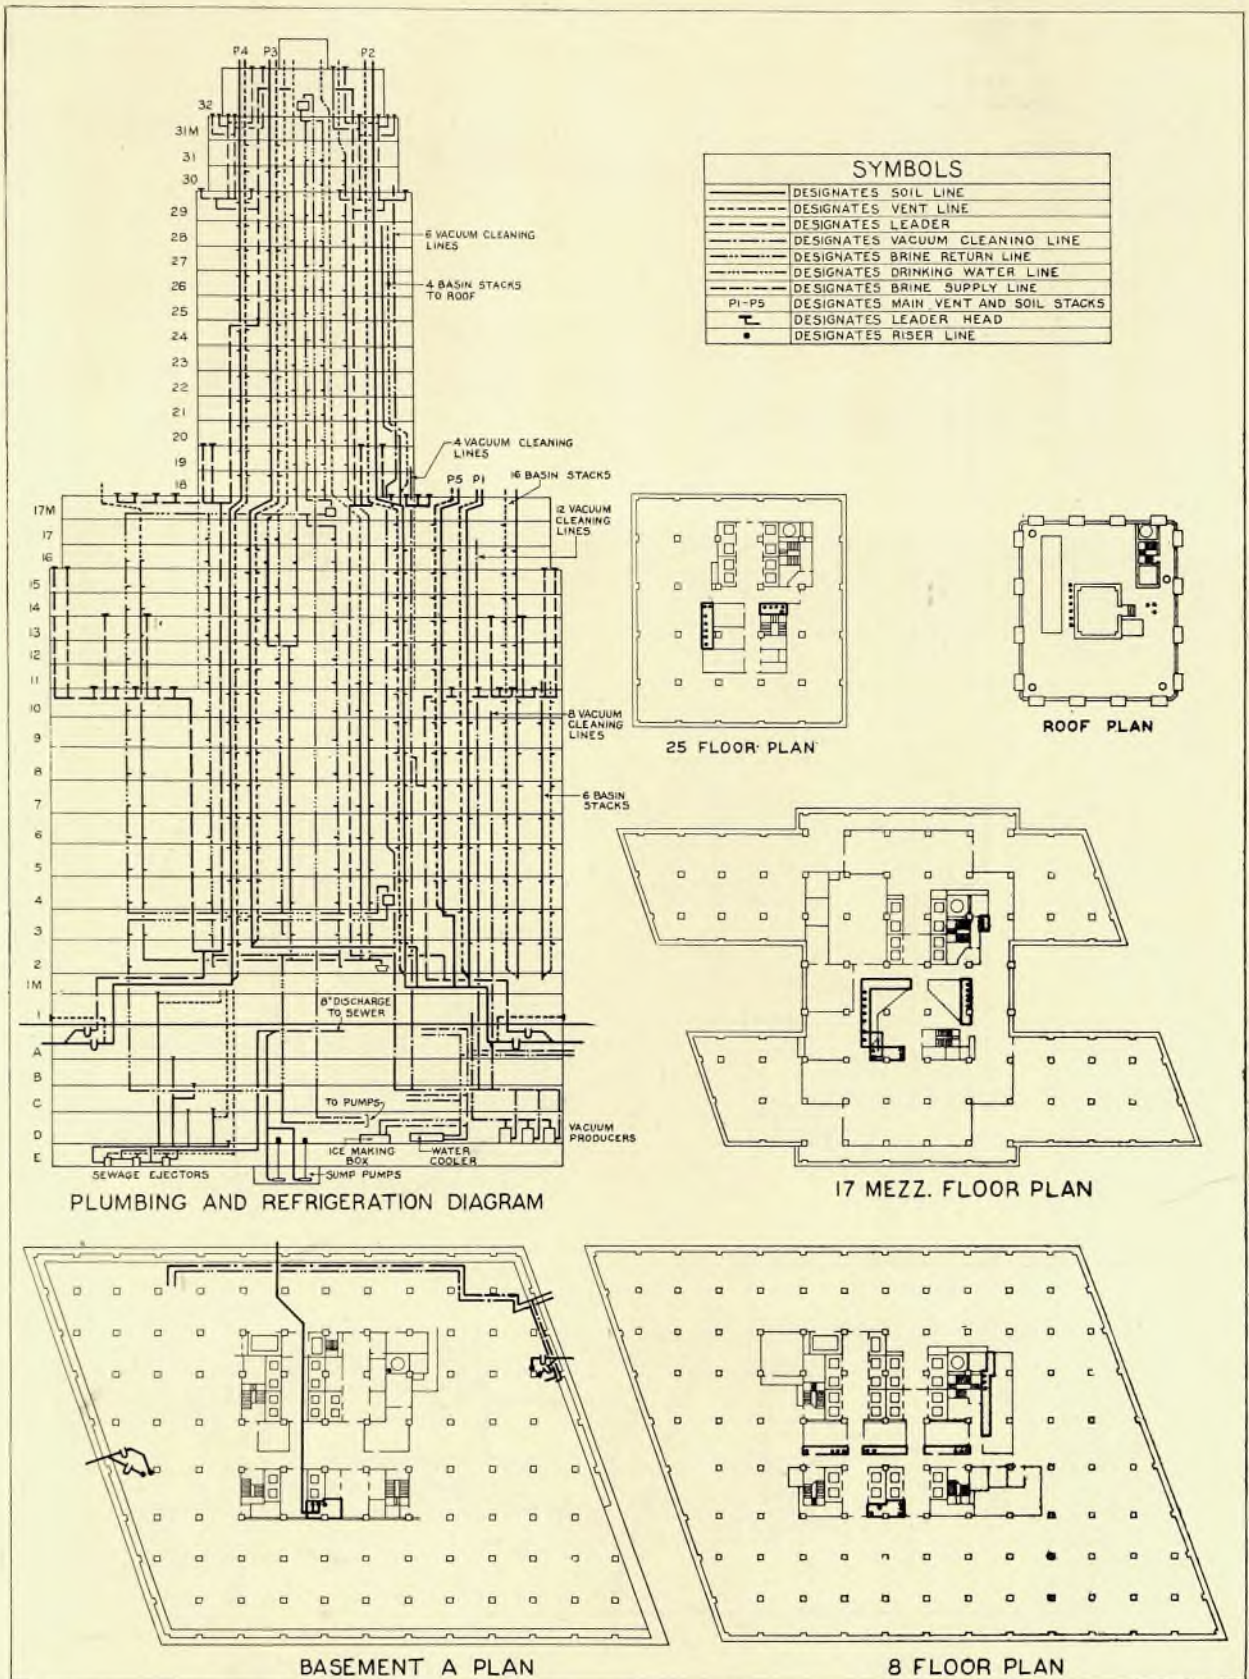 P4 P3 P2
32
31M
31
30
29
28
27
26
25
24
23
22
21
20
19
18
17M
17
16
15
14
13
12
11
10
9
8
7
6
5
4
3
2
1M
1
A
B
C
D
E
6 VACUUM CLEANING
LINES
4 BASIN STACKS
TO ROOF
4 VACUUM CLEANING
LINES
P5 P1
16 BASIN STACKS
12 VACUUM
CLEANING
LINES
8 VACUUM
CLEANING
LINES
6 BASIN
STACKS
8" DISCHARGE
TO SEWER
TO PUMPS
VACUUM
PRODUCERS
ICE MAKING
BOX
WATER
COOLER
SEWAGE EJECTORS
SUMP PUMPS
PLUMBING AND REFRIGERATION DIAGRAM
SYMBOLS
DESIGNATES SOIL LINE
DESIGNATES VENT LINE
DESIGNATES LEADER
DESIGNATES VACUUM CLEANING LINE
DESIGNATES BRINE RETURN LINE
DESIGNATES DRINKING WATER LINE
DESIGNATES BRINE SUPPLY LINE
P1-P5 DESIGNATES MAIN VENT AND SOIL STACKS
DESIGNATES LEADER HEAD
DESIGNATES RISER LINE
25 FLOOR PLAN
ROOF PLAN
17 MEZZ. FLOOR PLAN
BASEMENT A PLAN
8 FLOOR PLAN